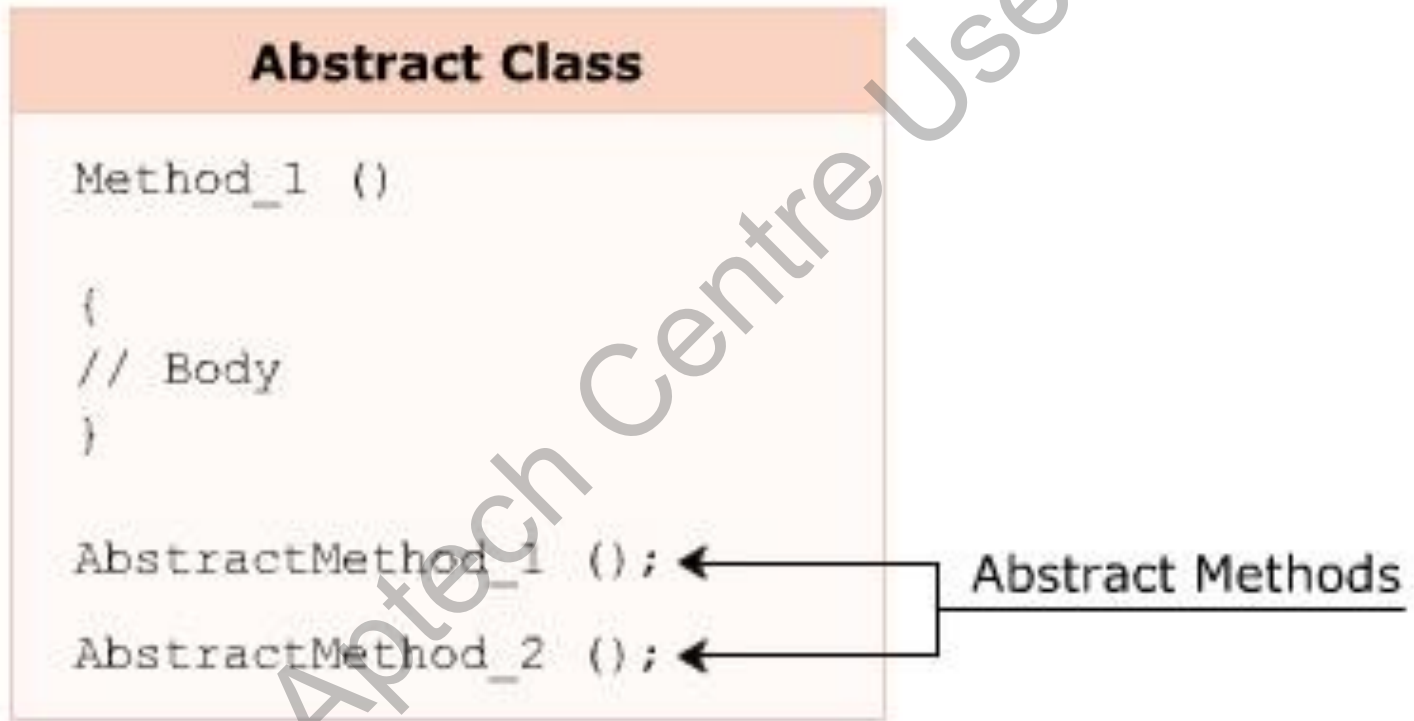 Abstract Class
Method_1 ()
{
// Body
}
AbstractMethod_1 ();
AbstractMethod_2 ();
Abstract Methods
Aptech Centre Use